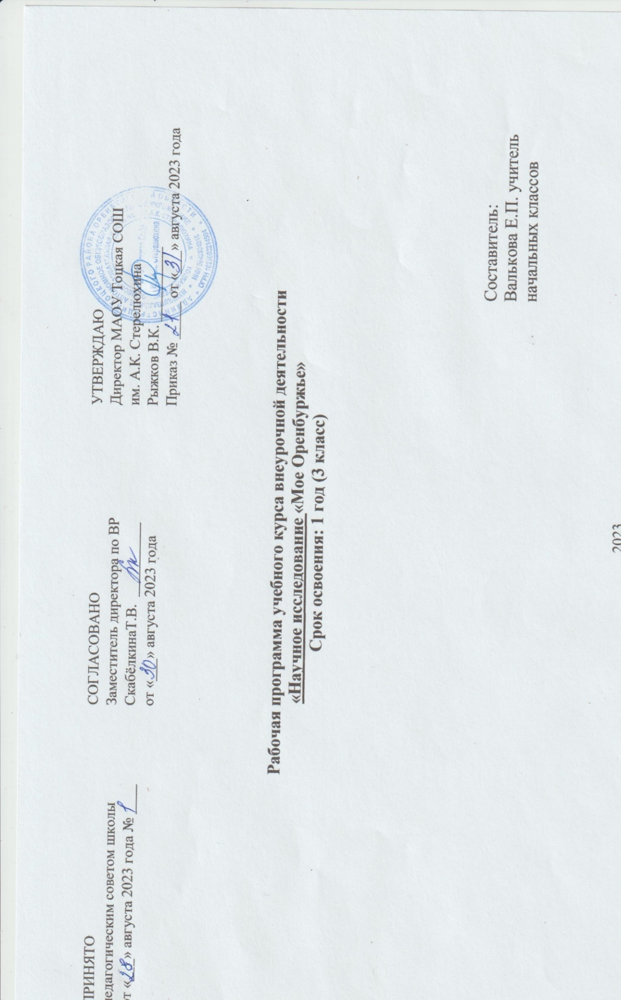 ПРИНЯТО
педагогическим советом школы
от «28» августа 2023 года № 1
СОГЛАСОВАНО
Заместитель директора по ВР
СкабёлкинаТ.В.
от «30» августа 2023 года
УТВЕРЖДАЮ
Директор МАОУ Тоцкая СОШ
им. А.К. Стерелюхина
Рыжков В.К.
Приказ № от «31» августа 2023 года
Рабочая программа учебного курса внеурочной деятельности
«Научное исследование «Мое Оренбуржье»
Срок освоения: 1 год (3 класс)
Составитель:
Валькова Е.П. учитель
начальных классов
2023